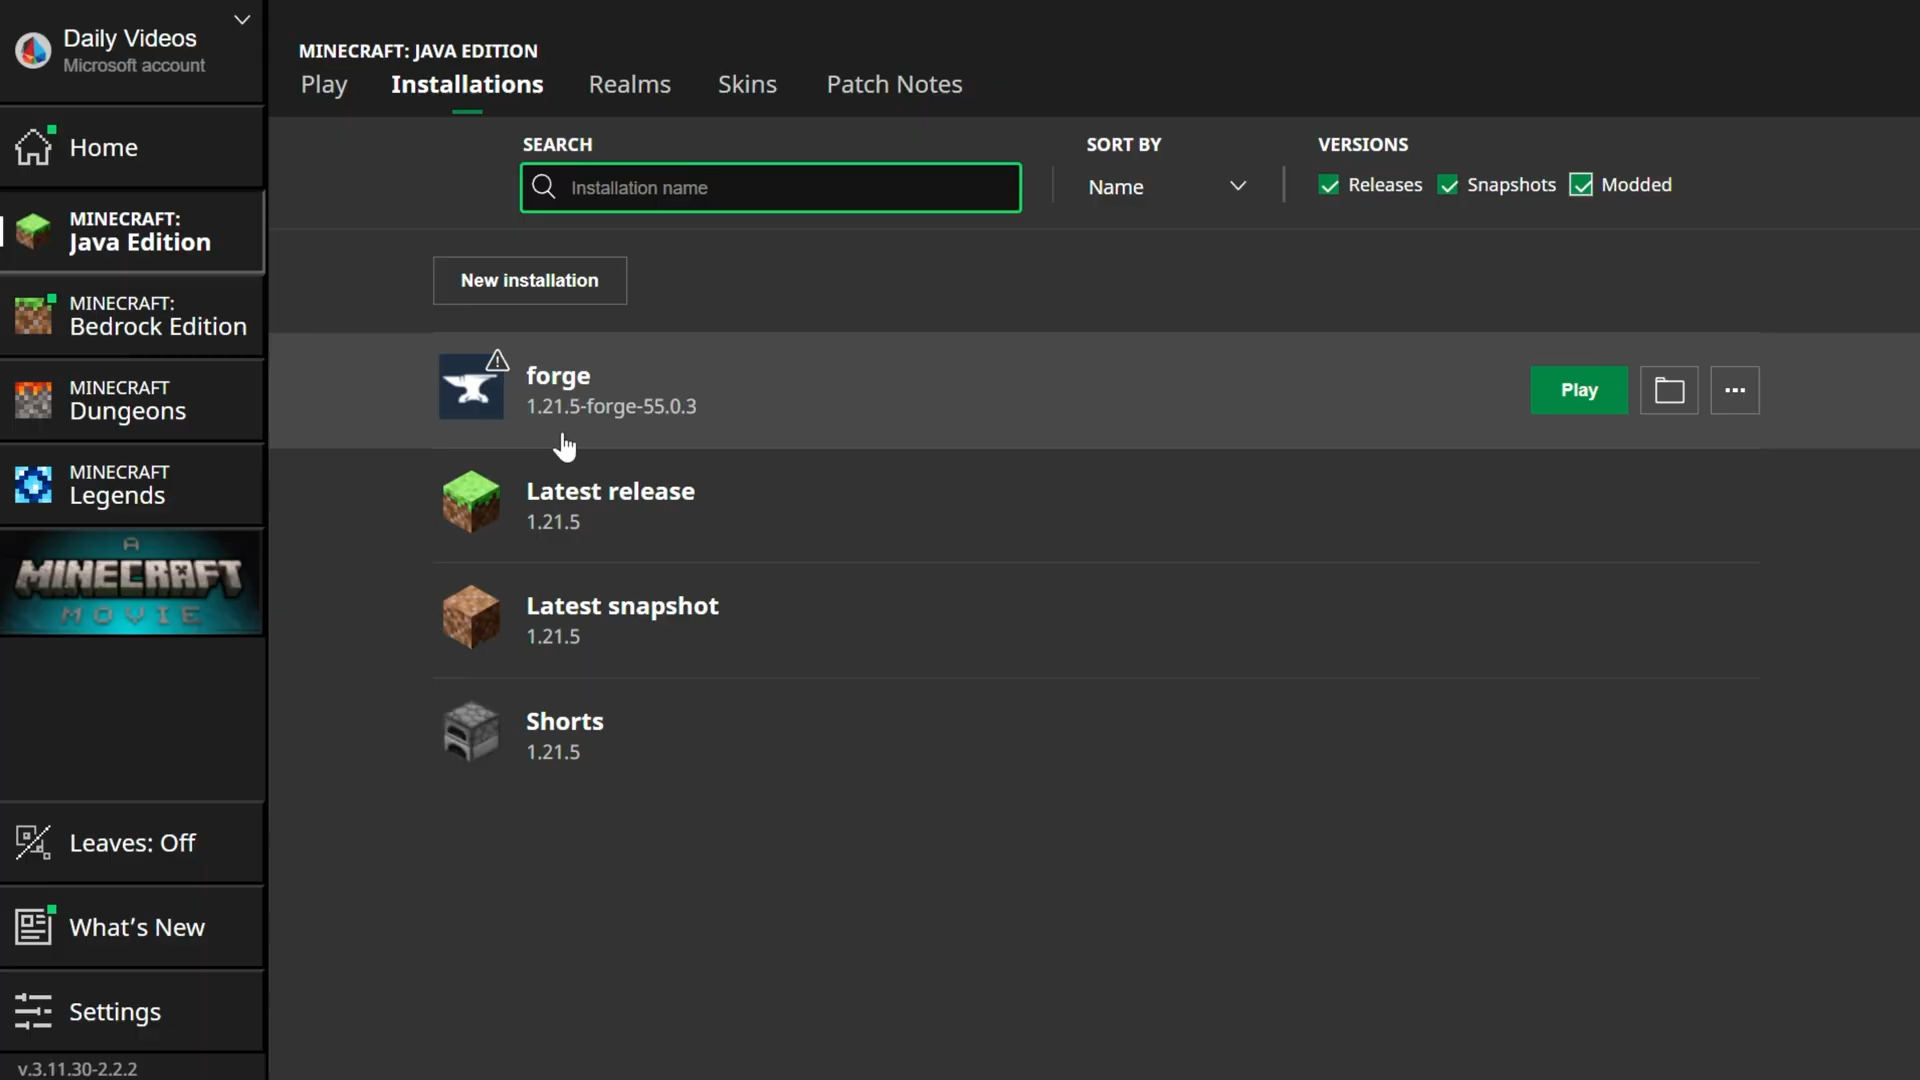 Daily Videos
Microsoft account
Home
MINECRAFT:
Java Edition
MINECRAFT:
Bedrock Edition
MINECRAFT
Dungeons
MINECRAFT
Legends
A
MINECRAFT
MOVIE
Leaves: Off
What's New
Settings
v.3.11.30-2.2.2
MINECRAFT: JAVA EDITION
Play Installations Realms Skins Patch Notes
SEARCH SORT BY VERSIONS
Installation name Name Releases Snapshots Modded
New installation
forge
1.21.5-forge-55.0.3
Play
...
Latest release
1.21.5
Latest snapshot
1.21.5
Shorts
1.21.5